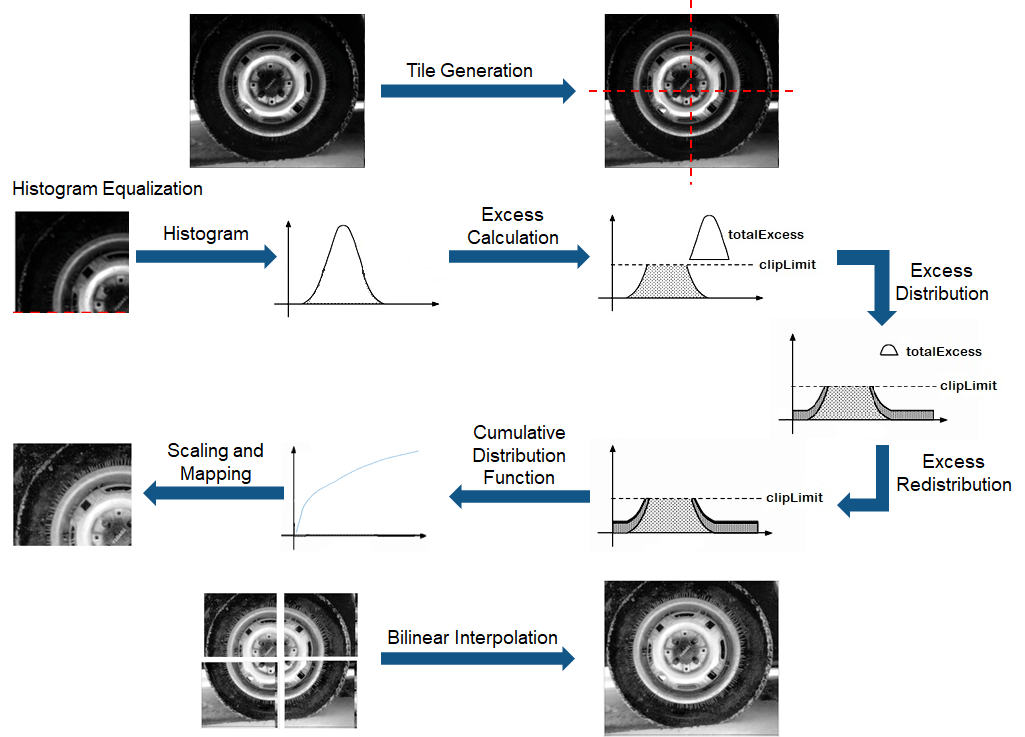 Tile Generation
Histogram Equalization
Histogram
Excess
Calculation
totalExcess
clipLimit
Excess
Distribution
totalExcess
clipLimit
Scaling and
Mapping
Cumulative
Distribution
Function
clipLimit
Excess
Redistribution
Bilinear Interpolation